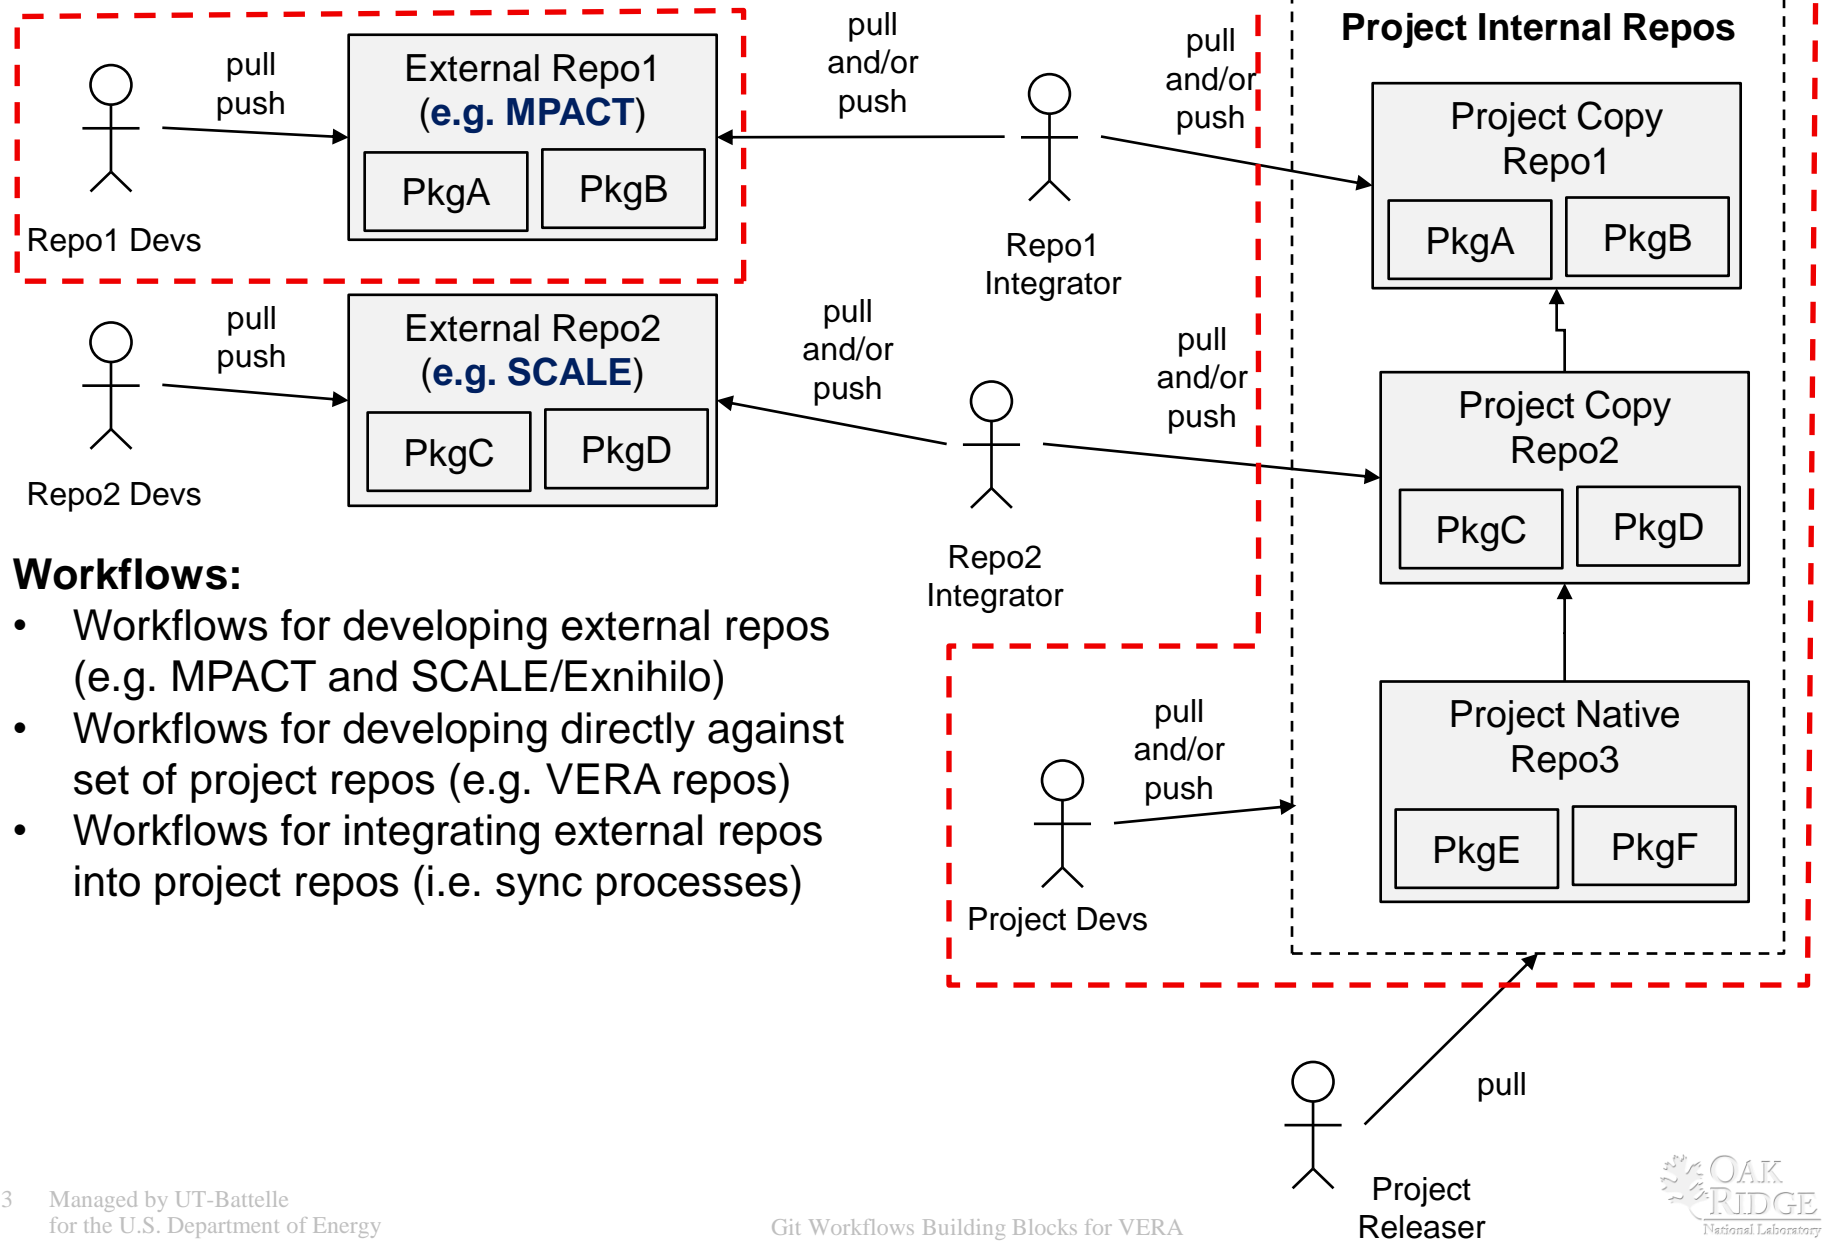 pull
push
External Repo1
(e.g. MPACT)
PkgA
PkgB
Repo1 Devs
pull
and/or
push
Repo1
Integrator
pull
and/or
push
Project Internal Repos
Project Copy
Repo1
PkgA
PkgB
pull
push
External Repo2
(e.g. SCALE)
PkgC
PkgD
Repo2 Devs
pull
and/or
push
Repo2
Integrator
pull
and/or
push
Project Copy
Repo2
PkgC
PkgD
Workflows:
• Workflows for developing external repos
(e.g. MPACT and SCALE/Exnihilo)
• Workflows for developing directly against
set of project repos (e.g. VERA repos)
• Workflows for integrating external repos
into project repos (i.e. sync processes)
pull
and/or
push
Project Devs
Project Native
Repo3
PkgE
PkgF
pull
Project
Releaser
3 Managed by UT-Battelle
for the U.S. Department of Energy
Git Workflows Building Blocks for VERA
OAK
RIDGE
National Laboratory